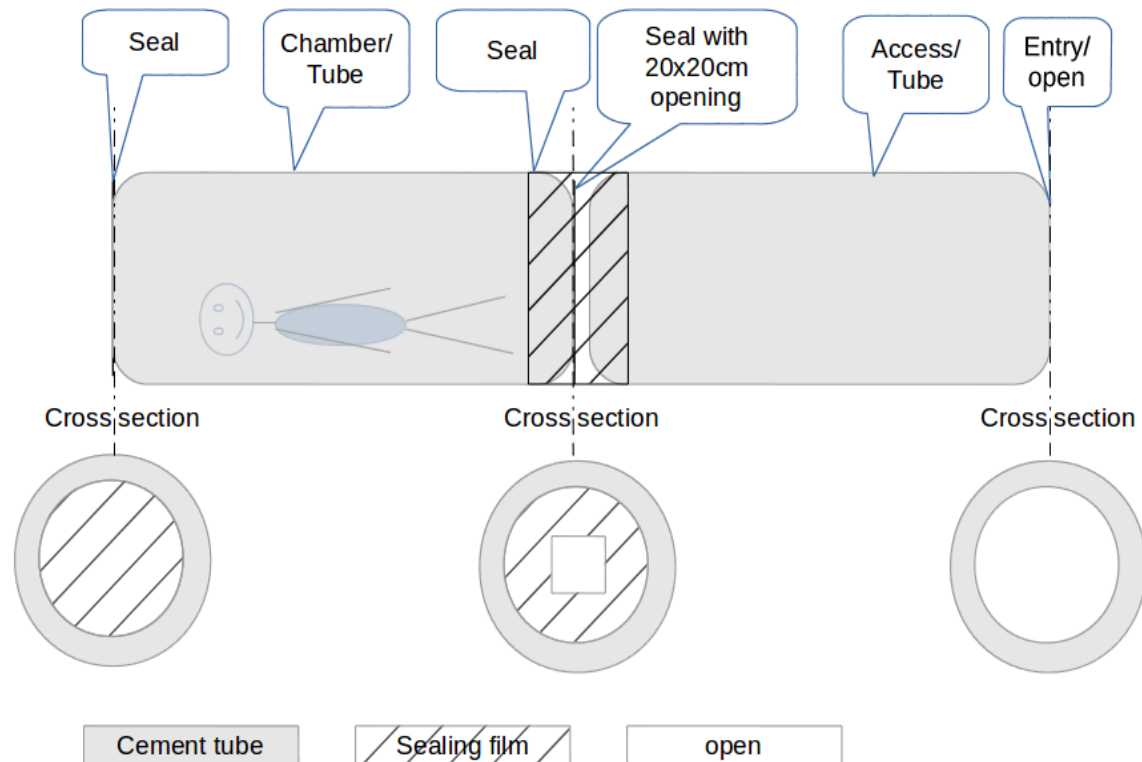 Seal
Chamber/
Tube
Seal
Seal with
20x20cm
opening
Access/
Tube
Entry/
open
Cross section
Cross section
Cross section
Cement tube
Sealing film
open